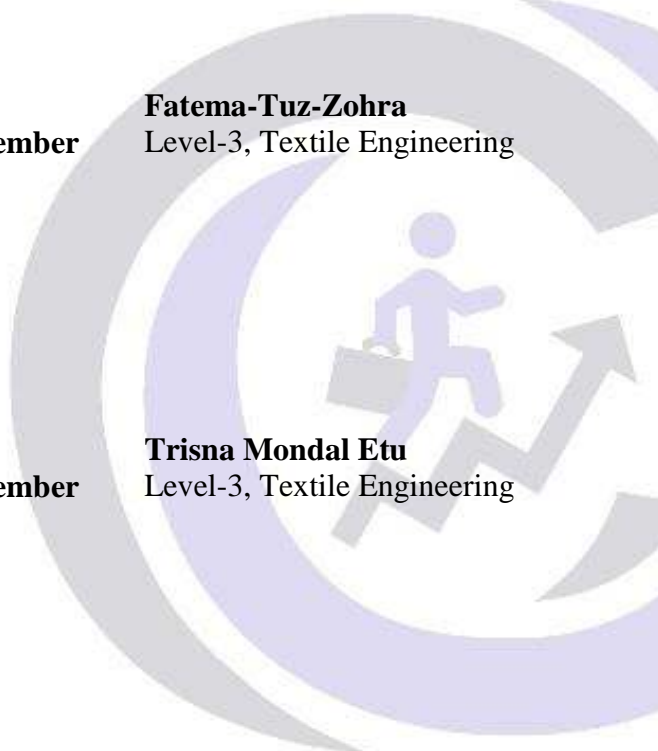 Fatema-Tuz-Zohra
ember Level-3, Textile Engineering
Trisna Mondal Etu
ember Level-3, Textile Engineering